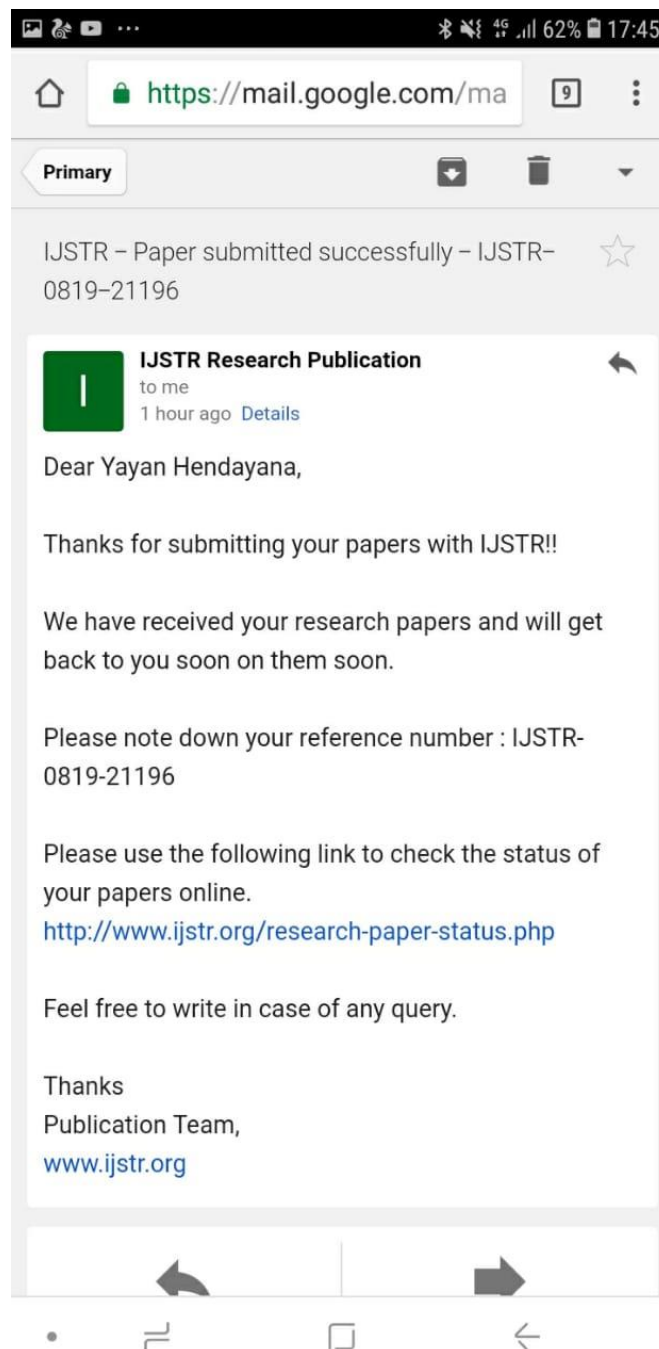 62% 17:45
https://mail.google.com/ma 9
Primary
IJSTR – Paper submitted successfully – IJSTR–
0819–21196
I
IJSTR Research Publication
to me
1 hour ago Details
Dear Yayan Hendayana,
Thanks for submitting your papers with IJSTR!!
We have received your research papers and will get
back to you soon on them soon.
Please note down your reference number : IJSTR-
0819-21196
Please use the following link to check the status of
your papers online.
http://www.ijstr.org/research-paper-status.php
Feel free to write in case of any query.
Thanks
Publication Team,
www.ijstr.org